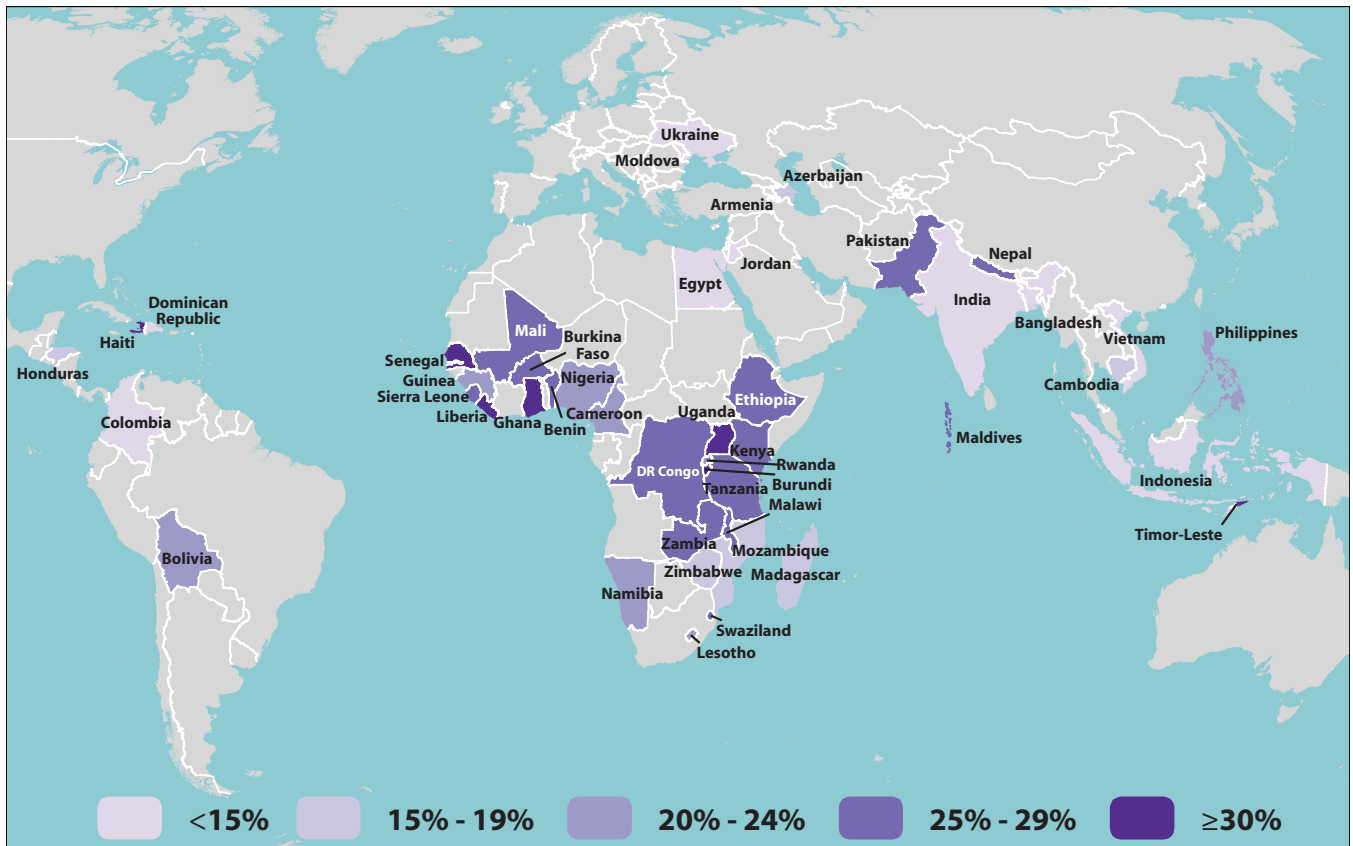 Ukraine
Moldova
Azerbaijan
Armenia
Pakistan
Nepal
Jordan
Egypt
India
Dominican
Republic
Bangladesh
Mali
Burkina
Faso
Philippines
Haiti
Vietnam
Senegal
Honduras
Guinea
Nigeria
Cambodia
Sierra Leone
Ethiopia
Liberia
Ghana
Cameroon
Uganda
Colombia
Benin
Maldives
Kenya
Rwanda
DR Congo
Burundi
Indonesia
Tanzania
Malawi
Timor-Leste
Zambia
Mozambique
Bolivia
Zimbabwe
Madagascar
Namibia
Swaziland
Lesotho
<15%
15% - 19%
20% - 24%
25% - 29%
≥30%